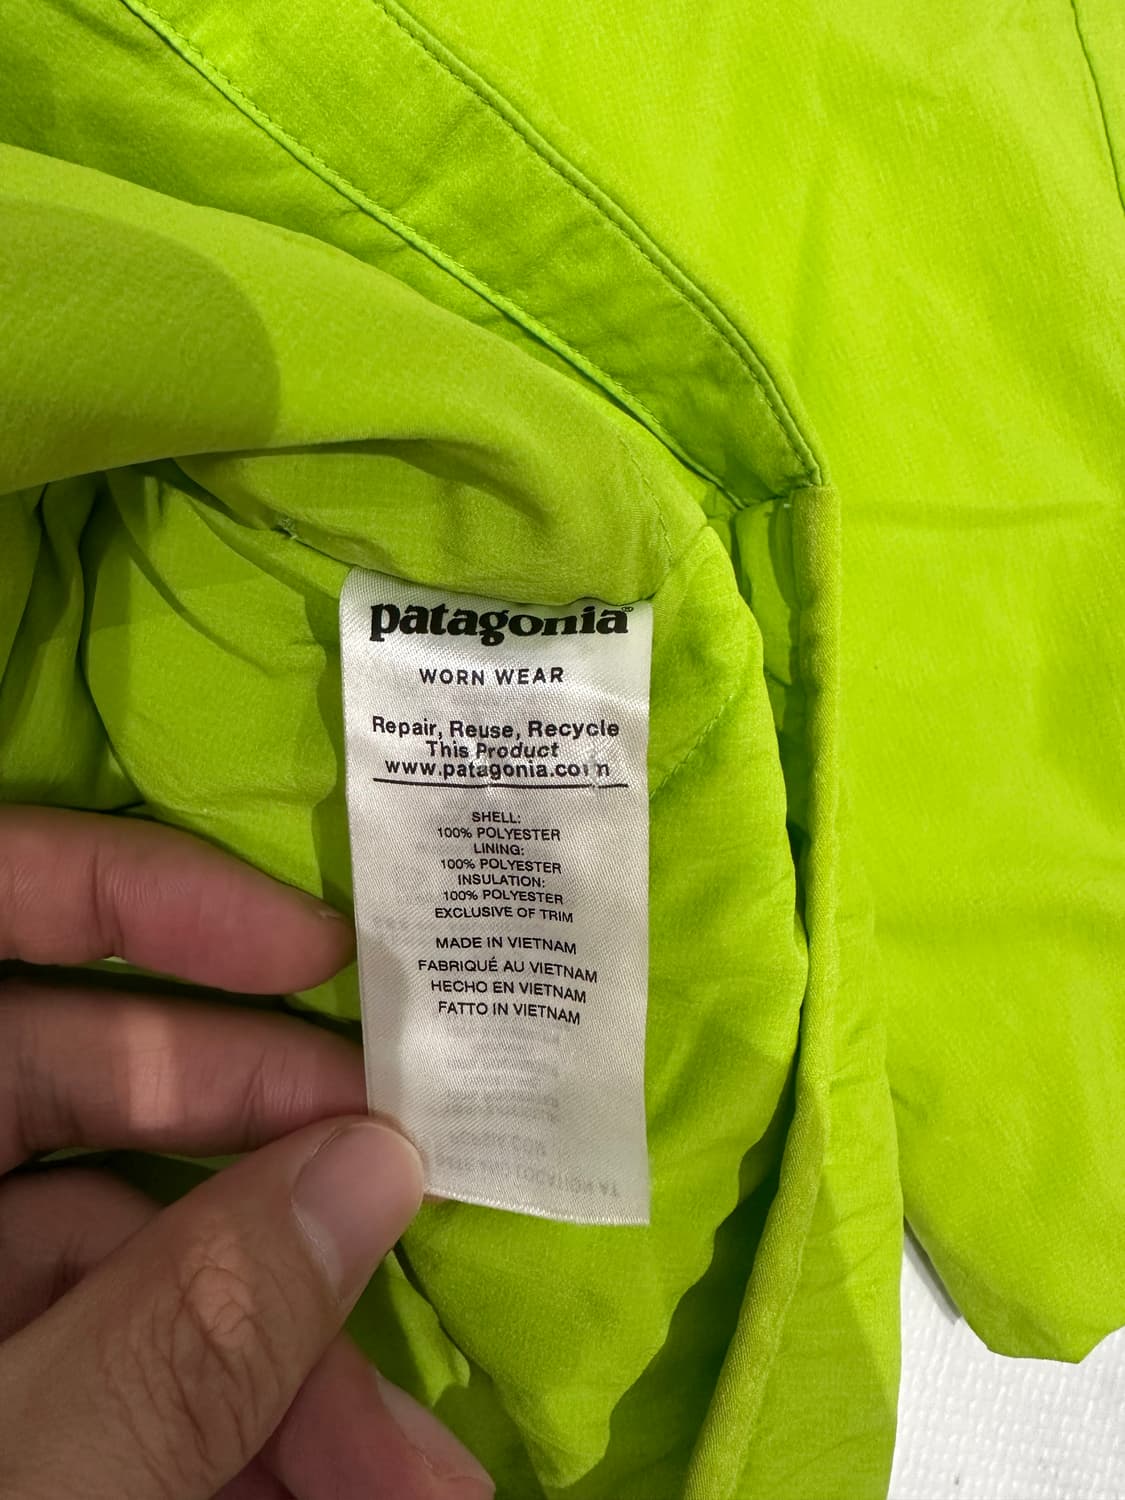 patagonia®
WORN WEAR
Repair, Reuse, Recycle
This Product
www.patagonia.com
SHELL:
100% POLYESTER
LINING:
100% POLYESTER
INSULATION:
100% POLYESTER
EXCLUSIVE OF TRIM
MADE IN VIETNAM
FABRIQUÉ AU VIETNAM
HECHO EN VIETNAM
FATTO IN VIETNAM